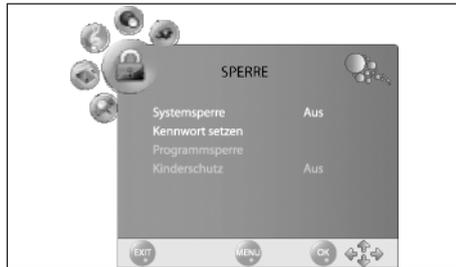 SPERRE
Systemsperre Aus
Kennwort setzen
Programmsperre
Kinderschutz Aus
EXIT MENU OK